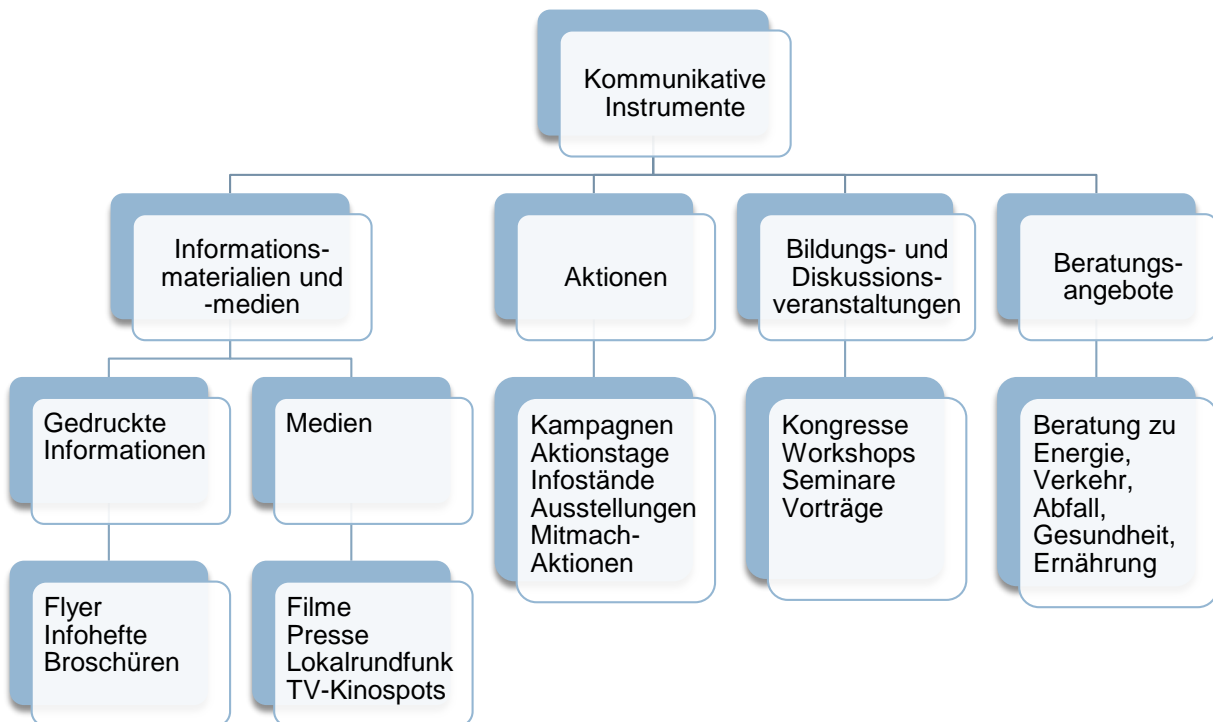 Kommunikative
Instrumente
Informations-
materialien und
-medien
Aktionen
Bildungs- und
Diskussions-
veranstaltungen
Beratungs-
angebote
Gedruckte
Informationen
Medien
Kampagnen
Aktionstage
Infostände
Ausstellungen
Mitmach-
Aktionen
Kongresse
Workshops
Seminare
Vorträge
Beratung zu
Energie,
Verkehr,
Abfall,
Gesundheit,
Ernährung
Flyer
Infohefte
Broschüren
Filme
Presse
Lokalrundfunk
TV-Kinospots